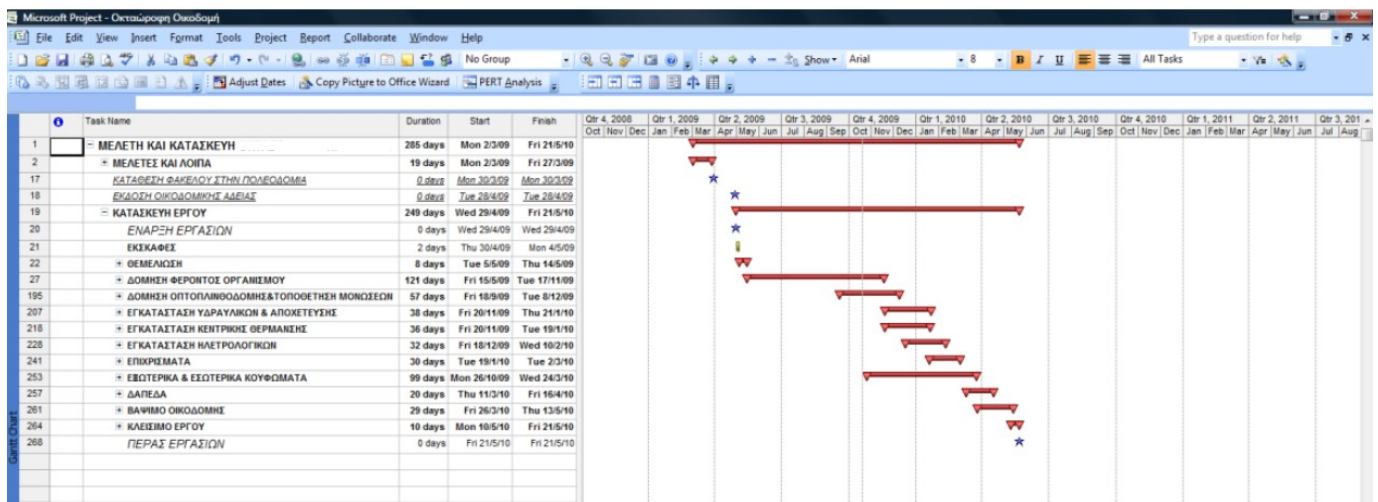 Microsoft Project - Οκταώροφη Οικοδομή
File Edit View Insert Format Tools Project Report Collaborate Window Help Type a question for help
No Group Show Arial 8 B I U All Tasks
Adjust Dates Copy Picture to Office Wizard PERT Analysis
Task Name Duration Start Finish Qtr 4, 2008 Qtr 1, 2009 Qtr 2, 2009 Qtr 3, 2009 Qtr 4, 2009 Qtr 1, 2010 Qtr 2, 2010 Qtr 3, 2010 Qtr 4, 2010 Qtr 1, 2011 Qtr 2, 2011 Qtr 3, 201
Oct Nov Dec Jan Feb Mar Apr May Jun Jul Aug Sep Oct Nov Dec Jan Feb Mar Apr May Jun Jul Aug Sep Oct Nov Dec Jan Feb Mar Apr May Jun Jul Aug
1 ΜΕΛΕΤΗ ΚΑΙ ΚΑΤΑΣΚΕΥΗ 285 days Mon 2/3/09 Fri 21/5/10
2 ΜΕΛΕΤΕΣ ΚΑΙ ΛΟΙΠΑ 19 days Mon 2/3/09 Fri 27/3/09
17 ΚΑΤΑΘΕΣΗ ΦΑΚΕΛΟΥ ΣΤΗΝ ΠΟΛΕΟΔΟΜΙΑ 0 days Mon 30/3/09 Mon 30/3/09
18 ΕΚΔΟΣΗ ΟΙΚΟΔΟΜΙΚΗΣ ΑΔΕΙΑΣ 0 days Tue 28/4/09 Tue 28/4/09
19 ΚΑΤΑΣΚΕΥΗ ΕΡΓΟΥ 249 days Wed 29/4/09 Fri 21/5/10
20 ΕΝΑΡΞΗ ΕΡΓΑΣΙΩΝ 0 days Wed 29/4/09 Wed 29/4/09
21 ΕΚΣΚΑΦΕΣ 2 days Thu 30/4/09 Mon 4/5/09
22 ΘΕΜΕΛΙΩΣΗ 8 days Tue 5/5/09 Thu 14/5/09
27 ΔΟΜΗΣΗ ΦΕΡΟΝΤΟΣ ΟΡΓΑΝΙΣΜΟΥ 121 days Fri 15/5/09 Tue 17/11/09
195 ΔΟΜΗΣΗ ΟΠΤΟΠΛΙΝΘΟΔΟΜΗΣ&ΤΟΠΟΘΕΤΗΣΗ ΜΟΝΩΣΕΩΝ 57 days Fri 18/9/09 Tue 8/12/09
207 ΕΓΚΑΤΑΣΤΑΣΗ ΥΔΡΑΥΛΙΚΩΝ & ΑΠΟΧΕΤΕΥΣΗΣ 38 days Fri 20/11/09 Thu 21/1/10
218 ΕΓΚΑΤΑΣΤΑΣΗ ΚΕΝΤΡΙΚΗΣ ΘΕΡΜΑΝΣΗΣ 36 days Fri 20/11/09 Tue 19/1/10
228 ΕΓΚΑΤΑΣΤΑΣΗ ΗΛΕΤΡΟΛΟΓΙΚΩΝ 32 days Fri 18/12/09 Wed 10/2/10
241 ΕΠΙΧΡΙΣΜΑΤΑ 30 days Tue 19/1/10 Tue 2/3/10
253 ΕΞΩΤΕΡΙΚΑ & ΕΣΩΤΕΡΙΚΑ ΚΟΥΦΩΜΑΤΑ 99 days Mon 26/10/09 Wed 24/3/10
257 ΔΑΠΕΔΑ 20 days Thu 11/3/10 Fri 16/4/10
261 ΒΑΨΙΜΟ ΟΙΚΟΔΟΜΗΣ 29 days Fri 26/3/10 Thu 13/5/10
264 ΚΛΕΙΣΙΜΟ ΕΡΓΟΥ 10 days Mon 10/5/10 Fri 21/5/10
268 ΠΕΡΑΣ ΕΡΓΑΣΙΩΝ 0 days Fri 21/5/10 Fri 21/5/10
Gantt Chart